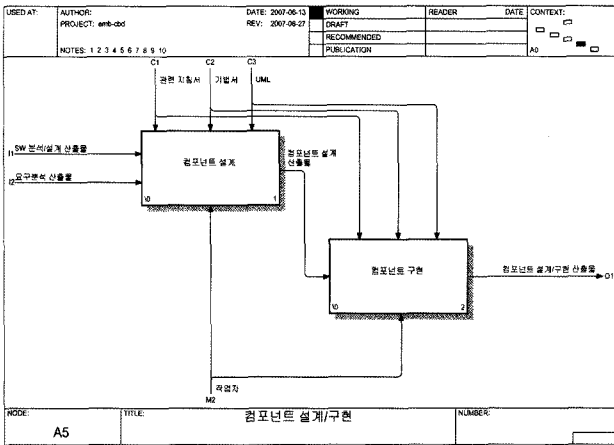 USED AT:
AUTHOR:
DATE: 2007-06-13
WORKING
READER
DATE
CONTEXT:
PROJECT: emb-cbd
REV: 2007-06-27
DRAFT
RECOMMENDED
NOTES: 1 2 3 4 5 6 7 8 9 10
PUBLICATION
A0
C1
C2
C3
관련 지침서
기법서
UML
I1 SW 분석/설계 산출물
컴포넌트 설계
컴포넌트 설계
산출물
I2 요구분석 산출물
\0
1
컴포넌트 구현
컴포넌트 설계/구현 산출물
O1
\0
2
작업자
M2
NODE:
TITLE:
컴포넌트 설계/구현
NUMBER:
A5